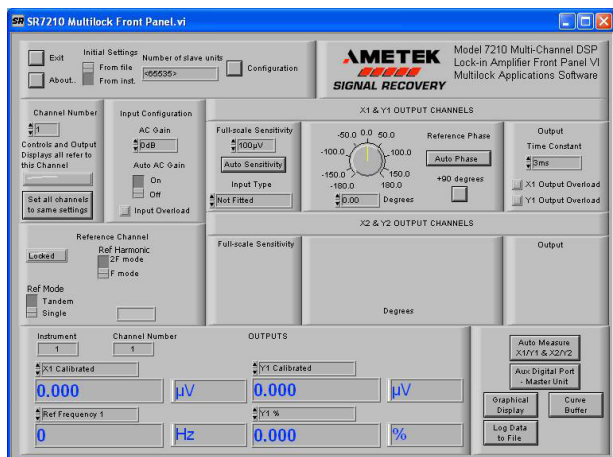 SR7210 Multilock Front Panel.vi
Exit
About..
Initial Settings
From file
From inst.
Number of slave units
<65535>
Configuration
AMETEK
SIGNAL RECOVERY
Model 7210 Multi-Channel DSP
Lock-in Amplifier Front Panel VI
Multilock Applications Software
Channel Number
1
Controls and Output
Displays all refer to
this Channel
Set all channels
to same settings
Input Configuration
AC Gain
0dB
Auto AC Gain
On
Off
Input Overload
X1 & Y1 OUTPUT CHANNELS
Full-scale Sensitivity
100µV
Auto Sensitivity
Input Type
Not Fitted
-50.0 0.0 50.0
-100.0 100.0
-150.0 150.0
-180.0 180.0
0.00 Degrees
Reference Phase
Auto Phase
+90 degrees
Output
Time Constant
3ms
X1 Output Overload
Y1 Output Overload
X2 & Y2 OUTPUT CHANNELS
Full-scale Sensitivity
Degrees
Output
Reference Channel
Locked
Ref Harmonic
2F mode
F mode
Ref Mode
Tandem
Single
Instrument
1
Channel Number
1
OUTPUTS
X1 Calibrated
0.000 µV
Y1 Calibrated
0.000 µV
Ref Frequency 1
0 Hz
Y1 %
0.000 %
Auto Measure
X1/Y1 & X2/Y2
Aux Digital Port
- Master Unit
Graphical
Display
Curve
Buffer
Log Data
to File